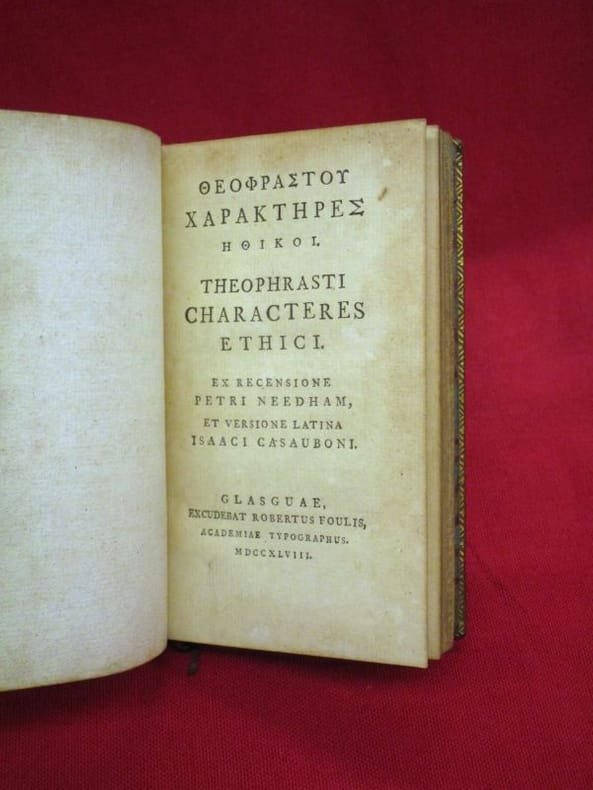 ΘΕΟΦΡΑΣΤΟΥ
ΧΑΡΑΚΤΗΡΕΣ
ΗΘΙΚΟΙ.
THEOPHRASTI
CHARACTERES
ETHICI.
EX RECENSIONE
PETRI NEEDHAM,
ET VERSIONE LATINA
ISAACI CASAUBONI.
GLASGUAE,
EXCUDEBAT ROBERTUS FOULIS,
ACADEMIAE TYPOGRAPHUS.
MDCCXLVIII.